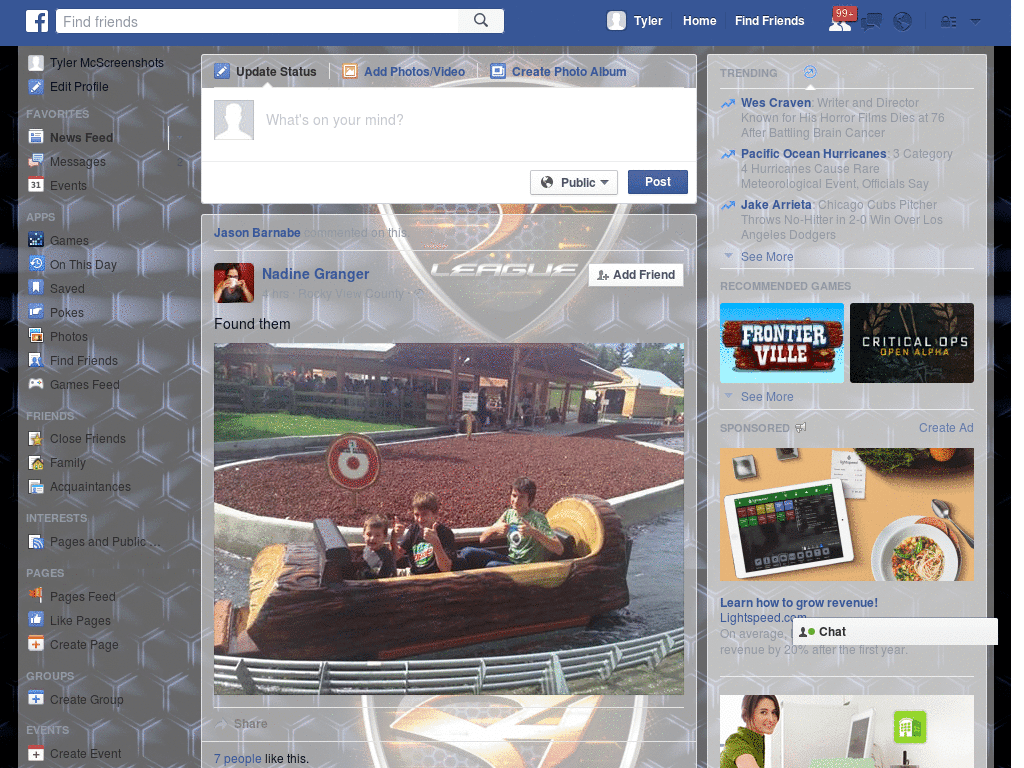 Find friends
Tyler
Home
Find Friends
99+
Tyler McScreenshots
Edit Profile
FAVORITES
News Feed
Messages
2
Events
APPS
Games
On This Day
Saved
Pokes
Photos
Find Friends
Games Feed
FRIENDS
Close Friends
Family
Acquaintances
INTERESTS
Pages and Public ...
PAGES
Pages Feed
Like Pages
Create Page
GROUPS
Create Group
EVENTS
Create Event
Update Status
Add Photos/Video
Create Photo Album
What's on your mind?
Public
Post
Jason Barnabe commented on this.
LEAGUE
Nadine Granger
Add Friend
4 hrs · Rocky View County ·
Found them
Share
7 people like this.
TRENDING
Wes Craven: Writer and Director
Known for His Horror Films Dies at 76
After Battling Brain Cancer
Pacific Ocean Hurricanes: 3 Category
4 Hurricanes Cause Rare
Meteorological Event, Officials Say
Jake Arrieta: Chicago Cubs Pitcher
Throws No-Hitter in 2-0 Win Over Los
Angeles Dodgers
See More
RECOMMENDED GAMES
FRONTIER
VILLE
CRITICAL OPS
OPEN ALPHA
See More
SPONSORED
Create Ad
Learn how to grow revenue!
Lightspeed.com
On average,
revenue by 20% after the first year.
Chat